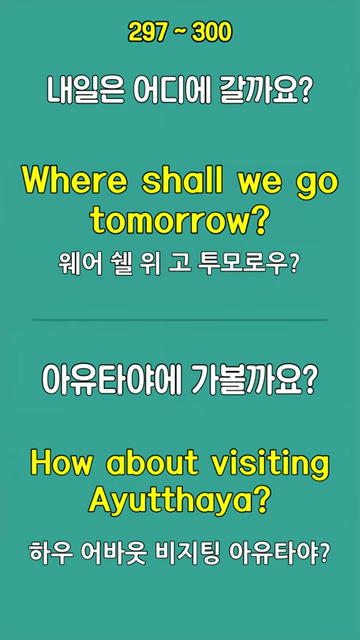 297 ~ 300
내일은 어디에 갈까요?
Where shall we go
tomorrow?
웨어 쉘 위 고 투모로우?
아유타야에 가볼까요?
How about visiting
Ayutthaya?
하우 어바웃 비지팅 아유타야?